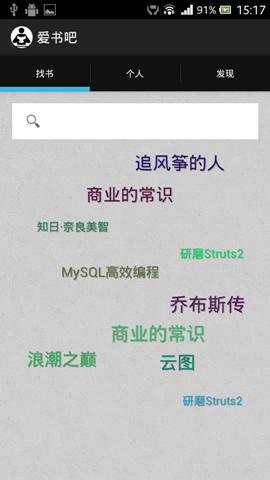 91% 15:17
爱书吧
找书 个人 发现
追风筝的人
商业的常识
知日·奈良美智
研磨Struts2
MySQL高效编程
乔布斯传
商业的常识
浪潮之巅
云图
研磨Struts2